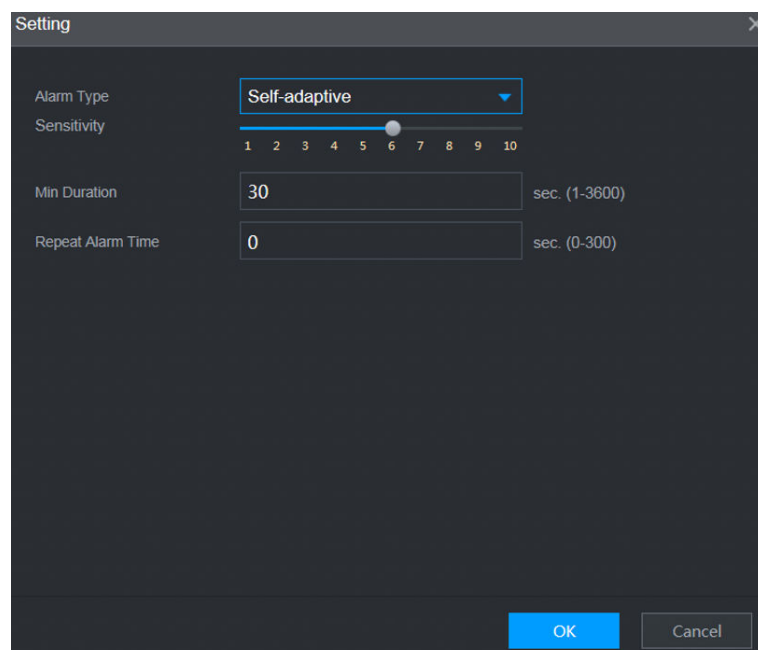 Setting
Alarm Type Self-adaptive
Sensitivity
1 2 3 4 5 6 7 8 9 10
Min Duration 30 sec. (1-3600)
Repeat Alarm Time 0 sec. (0-300)
OK Cancel